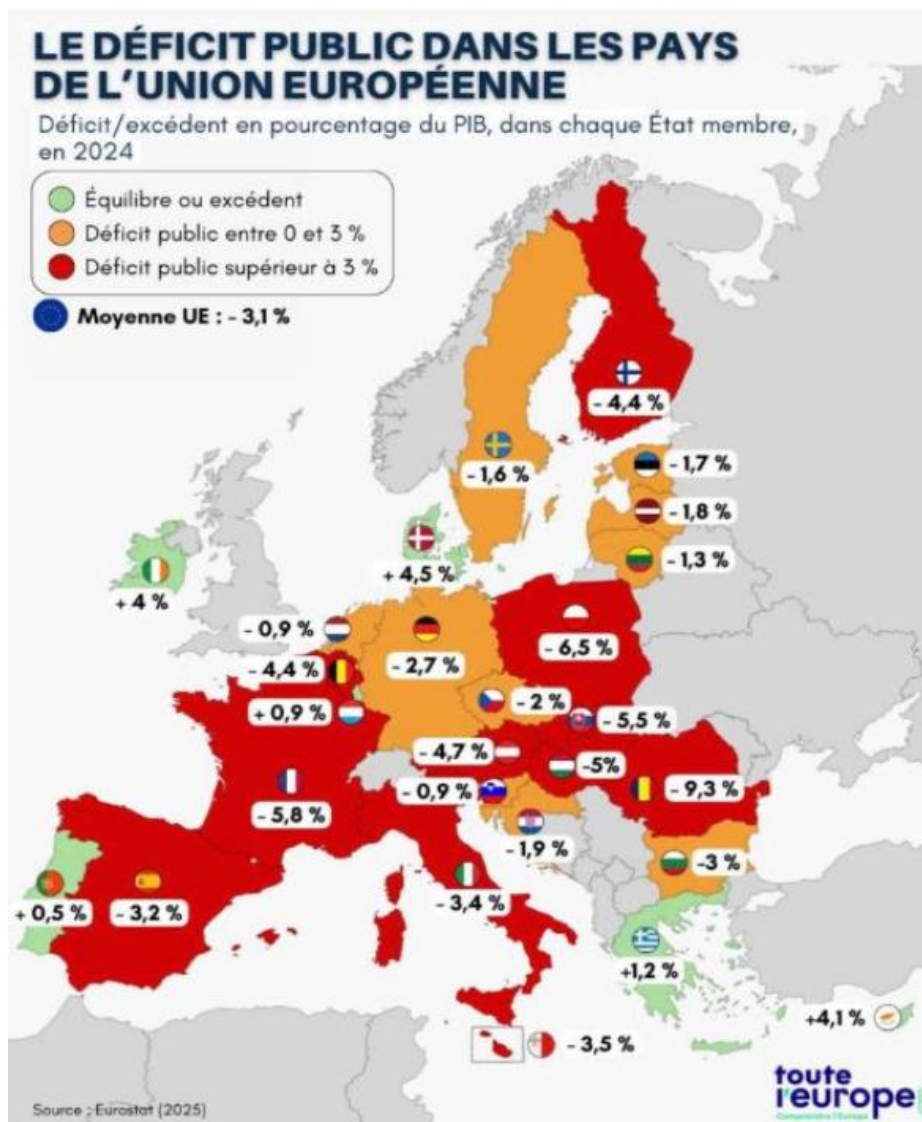 LE DÉFICIT PUBLIC DANS LES PAYS
DE L'UNION EUROPÉENNE
Déficit/excédent en pourcentage du PIB, dans chaque État membre,
en 2024
Équilibre ou excédent
Déficit public entre 0 et 3 %
Déficit public supérieur à 3 %
Moyenne UE : - 3,1 %
- 4,4 %
- 1,6 %
- 1,7 %
- 1,8 %
- 1,3 %
+ 4,5 %
+ 4 %
- 0,9 %
- 2,7 %
- 6,5 %
- 4,4 %
+ 0,9 %
- 2 %
- 5,5 %
- 4,7 %
-5%
- 0,9 %
- 9,3 %
- 5,8 %
- 1,9 %
-3 %
+ 0,5 %
- 3,2 %
- 3,4 %
+1,2 %
+4,1 %
- 3,5 %
Source : Eurostat (2025)
toute
l'europe
Comprendre l'Europe